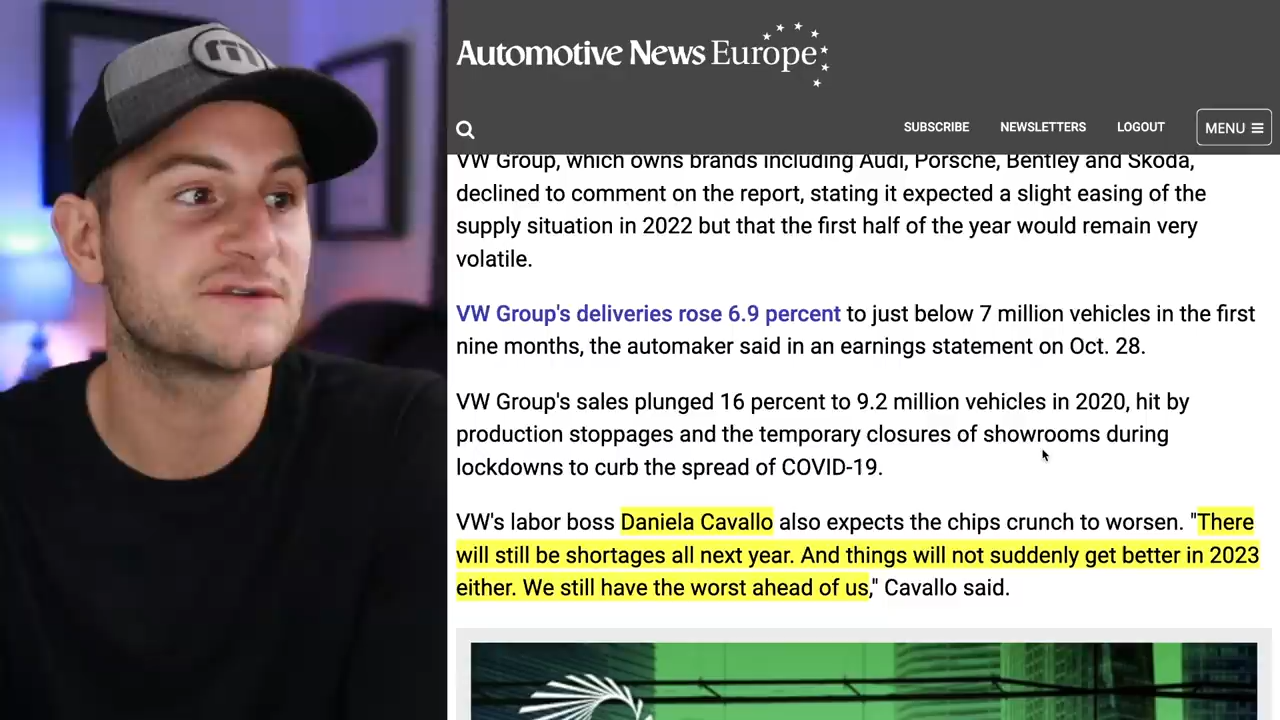 Automotive News Europe
SUBSCRIBE NEWSLETTERS LOGOUT MENU
VW Group, which owns brands including Audi, Porsche, Bentley and Skoda,
declined to comment on the report, stating it expected a slight easing of the
supply situation in 2022 but that the first half of the year would remain very
volatile.
VW Group's deliveries rose 6.9 percent to just below 7 million vehicles in the first
nine months, the automaker said in an earnings statement on Oct. 28.
VW Group's sales plunged 16 percent to 9.2 million vehicles in 2020, hit by
production stoppages and the temporary closures of showrooms during
lockdowns to curb the spread of COVID-19.
VW's labor boss Daniela Cavallo also expects the chips crunch to worsen. "There
will still be shortages all next year. And things will not suddenly get better in 2023
either. We still have the worst ahead of us," Cavallo said.